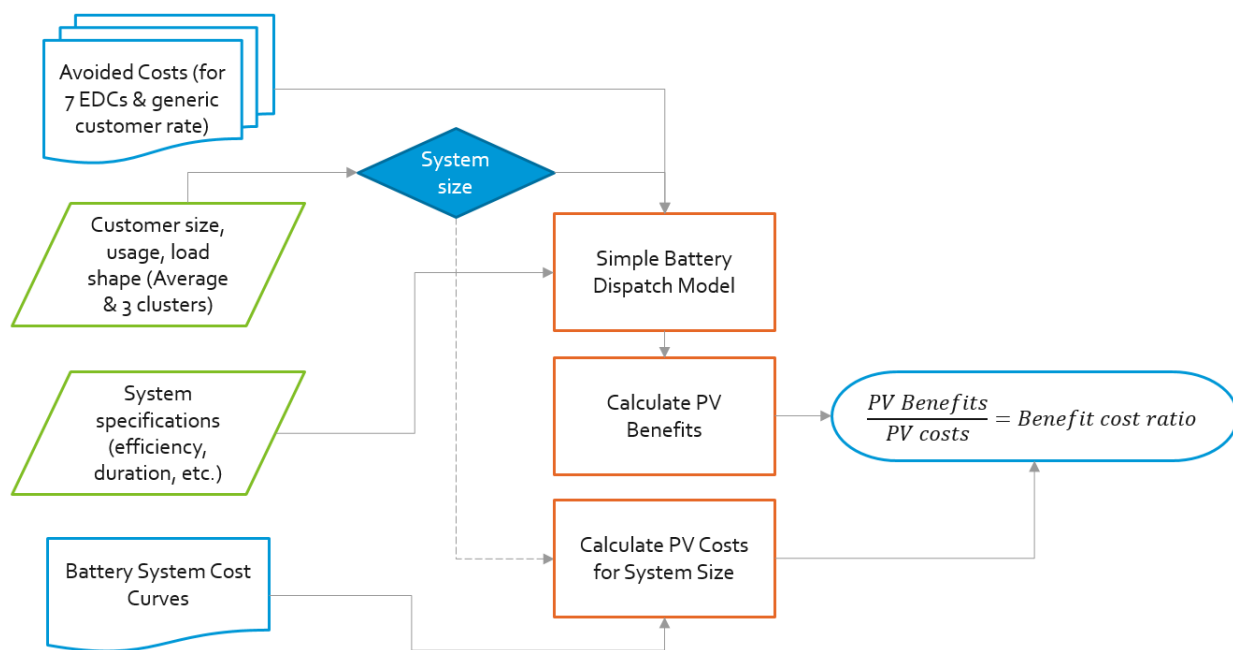 Avoided Costs (for
7 EDCs & generic
customer rate)
System
size
Customer size,
usage, load
shape (Average
& 3 clusters)
Simple Battery
Dispatch Model
System
specifications
(efficiency,
duration, etc.)
Calculate PV
Benefits
PV Benefits
/ PV costs = Benefit cost ratio
Battery System Cost
Curves
Calculate PV Costs
for System Size